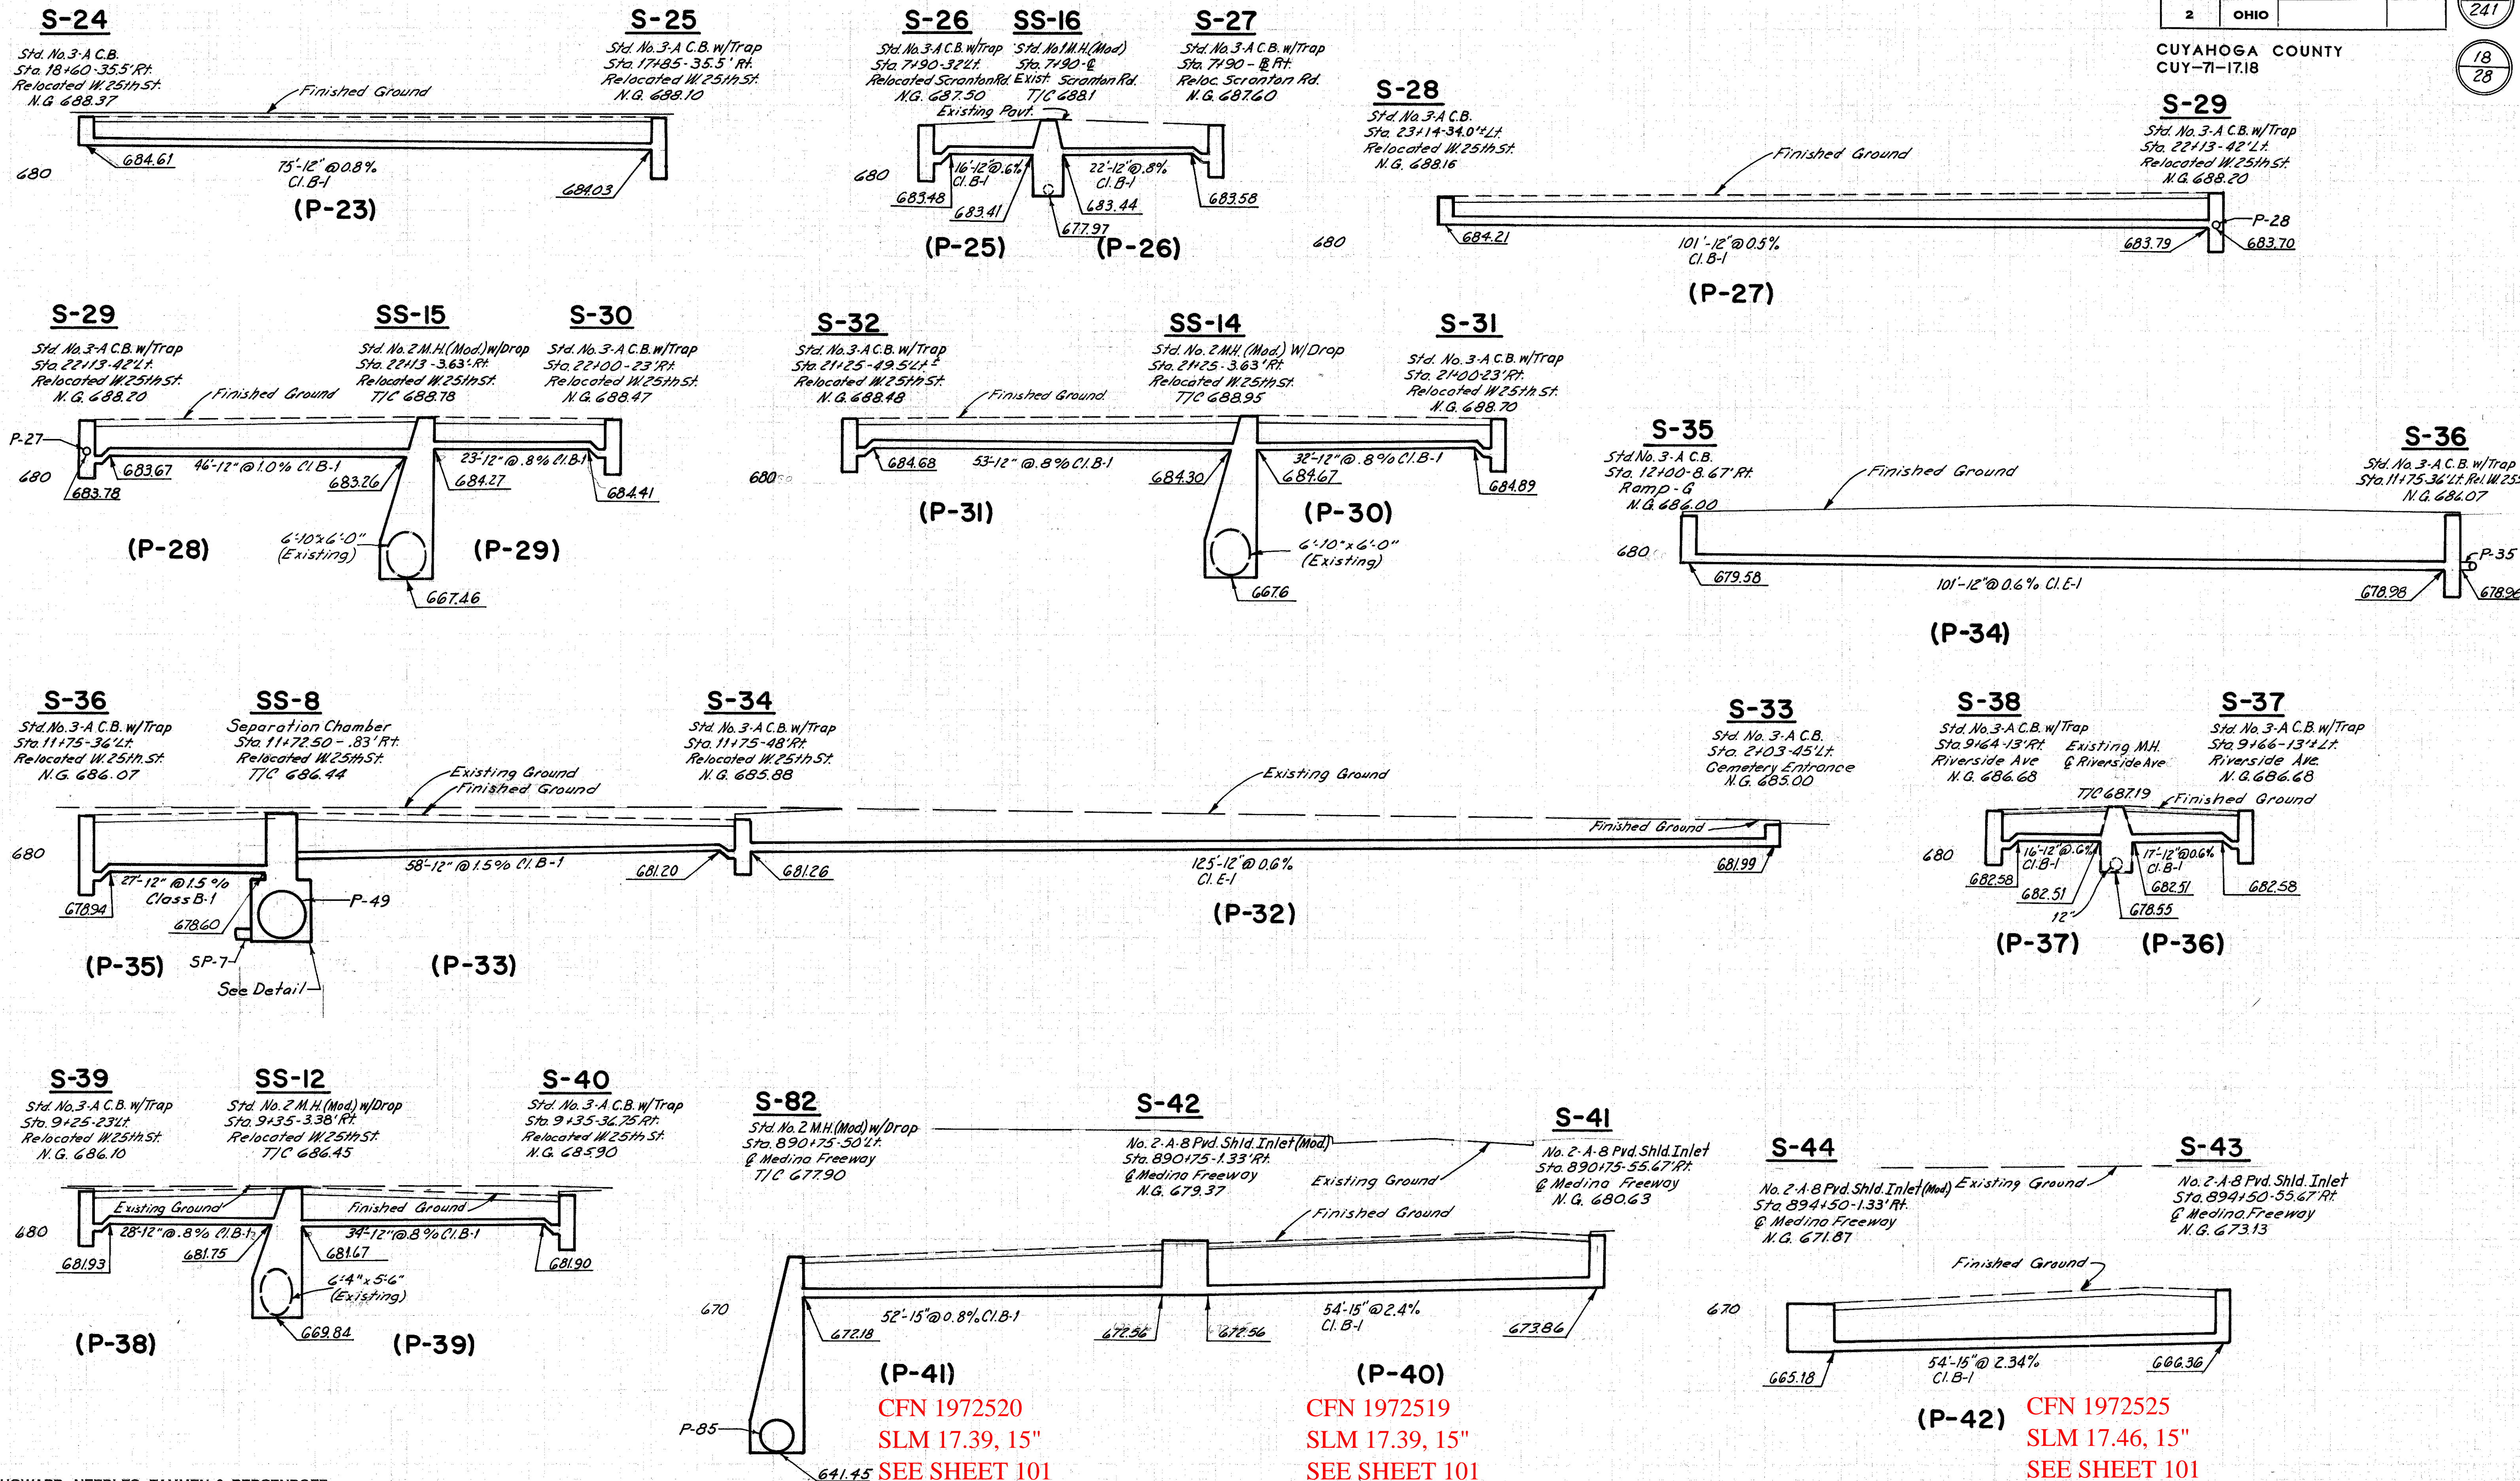 2 OHIO
241
CUYAHOGA COUNTY
CUY-71-17.18
18
28
S-24
Std. No. 3-A C.B.
Sta. 18+60-35.5' Rt.
Relocated W. 25th St.
N.G. 688.37
S-25
Std. No. 3-A C.B. w/Trap
Sta. 17+85-35.5' Rt.
Relocated W. 25th St.
N.G. 688.10
Finished Ground
680
684.61
75'-12" @ 0.8%
Cl. B-1
684.03
(P-23)
S-26
Std. No. 3-A C.B. w/Trap
Sta. 7+90-32' Lt.
Relocated Scranton Rd.
N.G. 687.50
SS-16
Std. No. 1 M.H. (Mod)
Sta. 7+90-℄
Exist. Scranton Rd.
T/C 688.1
S-27
Std. No. 3-A C.B. w/Trap
Reloc. Scranton Rd.
N.G. 687.60
Existing Pavt.
680
16'-12" @ .6%
Cl. B-1
22'-12" @ .8%
Cl. B-1
683.48
683.41
683.44
683.58
677.97
(P-25)
(P-26)
S-28
Std. No. 3-A C.B.
Sta. 23+14-34.0'± Lt.
Relocated W. 25th St.
N.G. 688.16
S-29
Std. No. 3-A C.B. w/Trap
Sta. 22+13-42' Lt.
Relocated W. 25th St.
N.G. 688.20
Finished Ground
P-28
680
684.21
101'-12" @ 0.5%
Cl. B-1
683.79
683.70
(P-27)
S-29
Std. No. 3-A C.B. w/Trap
Sta. 22+13-42' Lt.
Relocated W. 25th St.
N.G. 688.20
SS-15
Std. No. 2 M.H. (Mod.) w/Drop
Sta. 22+13-3.63' Rt.
Relocated W. 25th St.
T/C 688.78
S-30
Std. No. 3-A C.B. w/Trap
Sta. 22+00-23' Rt.
Relocated W. 25th St.
N.G. 688.47
Finished Ground
P-27
680
683.67
46'-12" @ 1.0% Cl. B-1
683.26
23'-12" @ .8% Cl. B-1
684.27
684.41
683.78
6'-10" x 6'-0"
(Existing)
667.46
(P-28)
(P-29)
S-32
Std. No. 3-A C.B. w/Trap
Sta. 21+25-49.5' Lt.±
Relocated W. 25th St.
N.G. 688.48
SS-14
Std. No. 2 M.H. (Mod.) W/Drop
Sta. 21+25-3.63' Rt.
Relocated W. 25th St.
T/C 688.95
S-31
Std. No. 3-A C.B. w/Trap
Sta. 21+00-23' Rt.
Relocated W. 25th St.
N.G. 688.70
Finished Ground
680
684.68
53'-12" @ .8% Cl. B-1
684.30
32'-12" @ .8% Cl. B-1
684.67
684.89
(P-31)
(P-30)
6'-10" x 6'-0"
(Existing)
667.6
S-35
Std. No. 3-A C.B.
Sta. 12+00-8.67' Rt.
Ramp-G
N.G. 686.00
S-36
Std. No. 3-A C.B. w/Trap
Sta. 11+75-36' Lt. Rel. W. 25
N.G. 686.07
Finished Ground
680
P-35
679.58
101'-12" @ 0.6% Cl. E-1
678.98
678.96
(P-34)
S-36
Std. No. 3-A C.B. w/Trap
Sta. 11+75-36' Lt.
Relocated W. 25th St.
N.G. 686.07
SS-8
Separation Chamber
Sta. 11+72.50-.83' Rt.
Relocated W. 25th St.
T/C 686.44
S-34
Std. No. 3-A C.B. w/Trap
Sta. 11+75-48' Rt.
Relocated W. 25th St.
N.G. 685.88
S-33
Std. No. 3-A C.B.
Sta. 2+03-45' Lt.
Cemetery Entrance
N.G. 685.00
Existing Ground
Finished Ground
Existing Ground
Finished Ground
680
27'-12" @ 1.5%
Class B-1
678.94
678.60
58'-12" @ 1.5% Cl. B-1
681.20
681.26
125'-12" @ 0.6%
Cl. E-1
681.99
P-49
SP-7
See Detail
(P-35)
(P-33)
(P-32)
S-38
Std. No. 3-A C.B. w/Trap
Sta. 9+64-13' Rt.
Riverside Ave
N.G. 686.68
Existing M.H.
℄ Riverside Ave
T/C 687.19
S-37
Std. No. 3-A C.B. w/Trap
Sta. 9+66-13'± Lt.
Riverside Ave.
N.G. 686.68
Finished Ground
680
16'-12" @ 0.6%
Cl. B-1
17'-12" @ 0.6%
Cl. B-1
682.58
682.51
682.51
682.58
12"
678.55
(P-37)
(P-36)
S-39
Std. No. 3-A C.B. w/Trap
Sta. 9+25-23' Lt.
Relocated W. 25th St.
N.G. 686.10
SS-12
Std. No. 2 M.H. (Mod.) w/Drop
Sta. 9+35-3.38' Rt.
Relocated W. 25th St.
T/C 686.45
S-40
Std. No. 3-A C.B. w/Trap
Sta. 9+35-36.75 Rt.
Relocated W. 25th St.
N.G. 685.90
Existing Ground
Finished Ground
680
28'-12" @ .8% Cl. B-1
34'-12" @ .8% Cl. B-1
681.93
681.75
681.67
681.90
6'-4" x 5'-6"
(Existing)
669.84
(P-38)
(P-39)
S-82
Std. No. 2 M.H. (Mod) w/Drop
Sta. 890+75-50' Lt.
℄ Medina Freeway
T/C 677.90
S-42
No. 2-A-8 Pvd. Shld. Inlet (Mod)
Sta. 890+75-1.33' Rt.
℄ Medina Freeway
N.G. 679.37
S-41
No. 2-A-8 Pvd. Shld. Inlet
Sta. 890+75-55.67' Rt.
℄ Medina Freeway
N.G. 680.63
Existing Ground
Finished Ground
670
672.18
52'-15" @ 0.8% Cl. B-1
672.56
672.56
54'-15" @ 2.4%
Cl. B-1
673.86
P-85
641.45
(P-41)
CFN 1972520
SLM 17.39, 15"
SEE SHEET 101
(P-40)
CFN 1972519
SLM 17.39, 15"
SEE SHEET 101
S-44
No. 2-A-8 Pvd. Shld. Inlet (Mod)
Sta. 894+50-1.33' Rt.
℄ Medina Freeway
N.G. 671.87
S-43
No. 2-A-8 Pvd. Shld. Inlet
Sta. 894+50-55.67' Rt.
℄ Medina Freeway
N.G. 673.13
Existing Ground
Finished Ground
670
665.18
54'-15" @ 2.34%
Cl. B-1
666.36
(P-42)
CFN 1972525
SLM 17.46, 15"
SEE SHEET 101